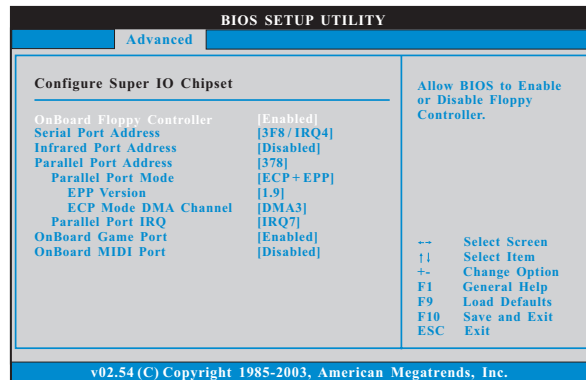 BIOS SETUP UTILITY
Advanced
Configure Super IO Chipset
OnBoard Floppy Controller [Enabled]
Serial Port Address [3F8 / IRQ4]
Infrared Port Address [Disabled]
Parallel Port Address [378]
Parallel Port Mode [ECP + EPP]
EPP Version [1.9]
ECP Mode DMA Channel [DMA3]
Parallel Port IRQ [IRQ7]
OnBoard Game Port [Enabled]
OnBoard MIDI Port [Disabled]
Allow BIOS to Enable
or Disable Floppy
Controller.
←→ Select Screen
↑↓ Select Item
+- Change Option
F1 General Help
F9 Load Defaults
F10 Save and Exit
ESC Exit
v02.54 (C) Copyright 1985-2003, American Megatrends, Inc.